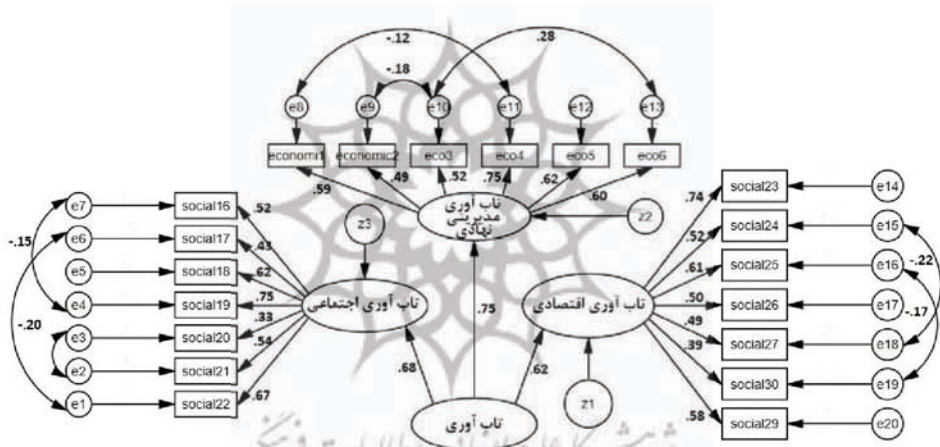 -.12
.28
-.18
e8
e9
e10
e11
e12
e13
economi1
economic2
eco3
eco4
eco5
eco6
.59
.49
.52
.75
.62
.60
تاب آوری
مدیریتی
نهادی
z2
z3
e7
social16
.52
e6
social17
.43
-.15
e5
social18
.62
e4
social19
.75
-.20
e3
social20
.33
e2
social21
.54
e1
social22
.67
تاب آوری اجتماعی
تاب آوری اقتصادی
.74
social23
e14
.52
social24
e15
.61
social25
e16
-.22
.50
social26
e17
-.17
.49
social27
e18
.39
social30
e19
.58
social29
e20
.75
.68
.62
z1
تاب آوری